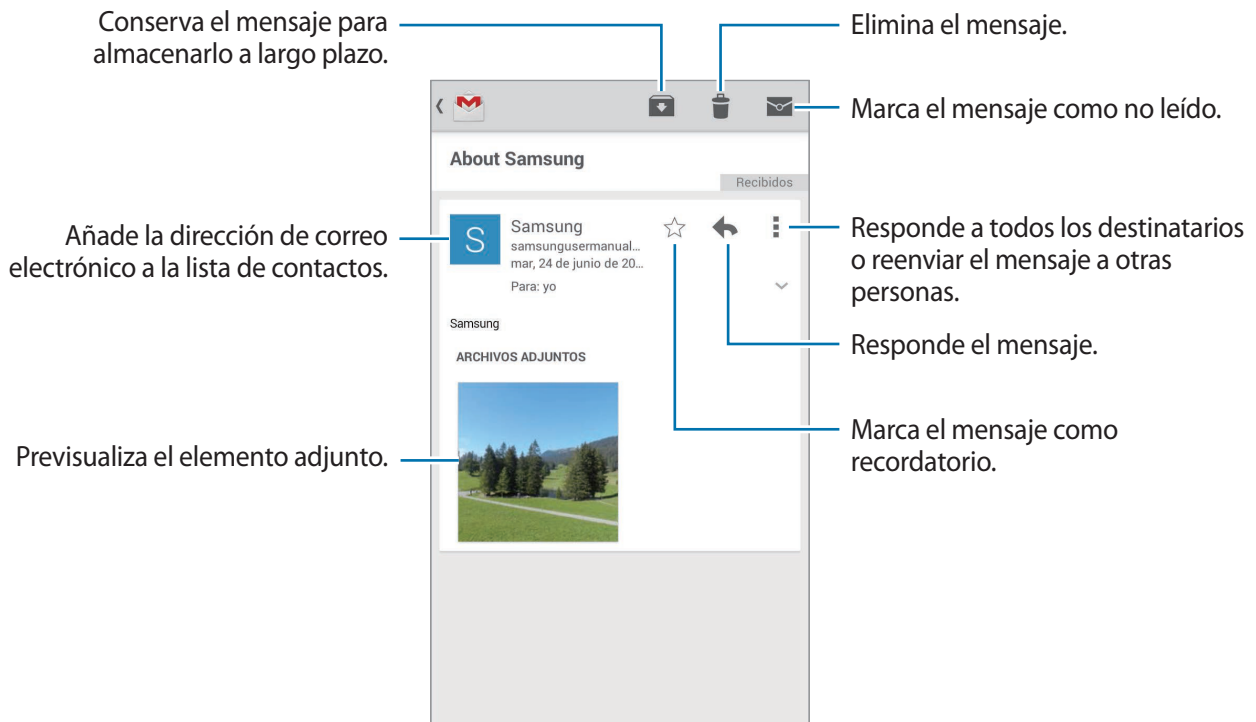 Conserva el mensaje para
almacenarlo a largo plazo.
Elimina el mensaje.
Marca el mensaje como no leído.
About Samsung
Recibidos
Añade la dirección de correo
electrónico a la lista de contactos.
S
Samsung
samsungusermanual...
mar, 24 de junio de 20...
Para: yo
Responde a todos los destinatarios
o reenviar el mensaje a otras
personas.
Samsung
Responde el mensaje.
ARCHIVOS ADJUNTOS
Marca el mensaje como
recordatorio.
Previsualiza el elemento adjunto.